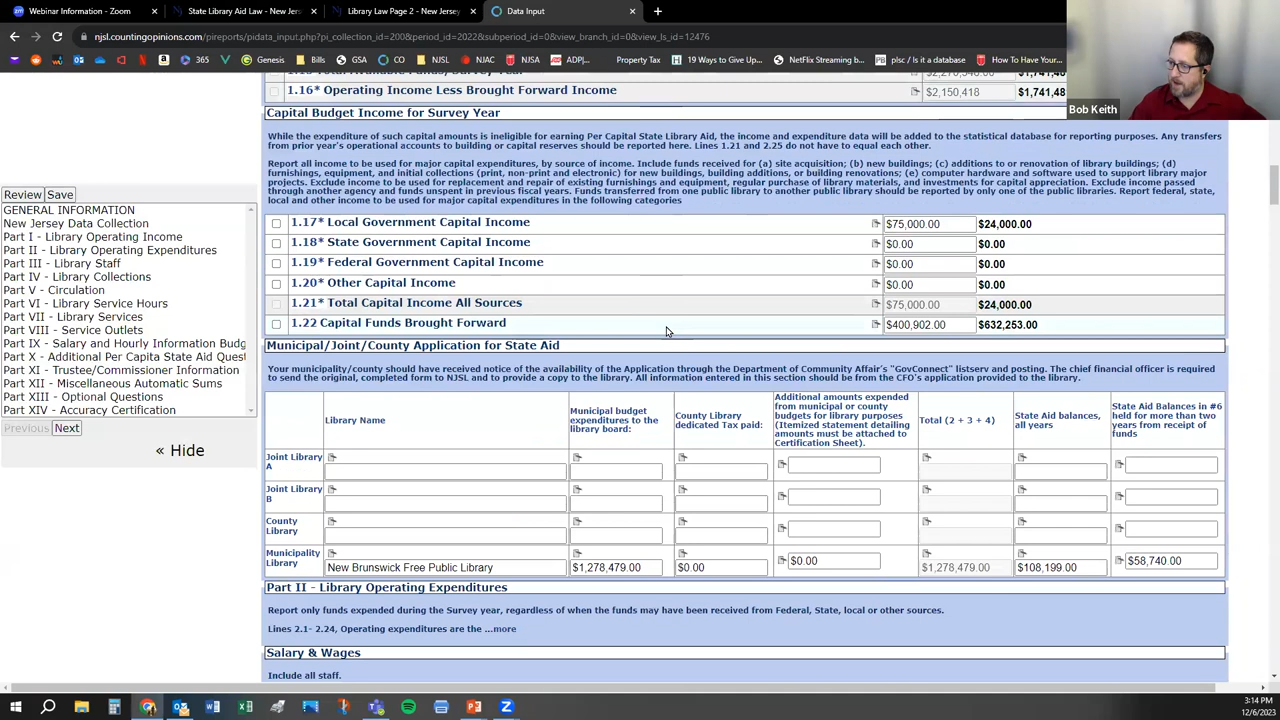 Webinar Information - Zoom
State Library Aid Law - New Jers
Library Law Page 2 - New Jersey
Data Input
njsl.countingopinions.com/pireports/pidata_input.php?pi_collection_id=200&period_id=2022&subperiod_id=0&view_branch_id=0&view_ls_id=12476
365 Genesis Bills GSA CO NJSL NJAC NJSA ADP|... Property Tax 19 Ways to Give Up... NetFlix Streaming b... plsc / Is it a database
Bob Keith
1.16* Operating Income Less Brought Forward Income $2,150,418 $1,741,48
Capital Budget Income for Survey Year
While the expenditure of such capital amounts is ineligible for earning Per Capital State Library Aid, the income and expenditure data will be added to the statistical database for reporting purposes. Any transfers
from prior year's operational accounts to building or capital reserves should be reported here. Lines 1.21 and 2.25 do not have to equal each other.
Report all income to be used for major capital expenditures, by source of income. Include funds received for (a) site acquisition; (b) new buildings; (c) additions to or renovation of library buildings; (d)
furnishings, equipment, and initial collections (print, non-print and electronic) for new buildings, building additions, or building renovations; (e) computer hardware and software used to support library major
projects. Exclude income to be used for replacement and repair of existing furnishings and equipment, regular purchase of library materials, and investments for capital appreciation. Exclude income passed
through another agency and funds unspent in previous fiscal years. Funds transferred from one public library to another public library should be reported by only one of the public libraries. Report federal, state,
local and other income to be used for major capital expenditures in the following categories
1.17* Local Government Capital Income $75,000.00 $24,000.00
1.18* State Government Capital Income $0.00 $0.00
1.19* Federal Government Capital Income $0.00 $0.00
1.20* Other Capital Income $0.00 $0.00
1.21* Total Capital Income All Sources $75,000.00 $24,000.00
1.22 Capital Funds Brought Forward $400,902.00 $632,253.00
Review Save
GENERAL INFORMATION
New Jersey Data Collection
Part I - Library Operating Income
Part II - Library Operating Expenditures
Part III - Library Staff
Part IV - Library Collections
Part V - Circulation
Part VI - Library Service Hours
Part VII - Library Services
Part VIII - Service Outlets
Part IX - Salary and Hourly Information Budg
Part X - Additional Per Capita State Aid Quest
Part XI - Trustee/Commissioner Information
Part XII - Miscellaneous Automatic Sums
Part XIII - Optional Questions
Part XIV - Accuracy Certification
Previous Next
« Hide
Municipal/Joint/County Application for State Aid
Your municipality/county should have received notice of the availability of the Application through the Department of Community Affair's "GovConnect" listserv and posting. The chief financial officer is required
to send the original, completed form to NJSL and to provide a copy to the library. All information entered in this section should be from the CFO's application provided to the library.
Library Name
Municipal budget
expenditures to the
library board:
County Library
dedicated Tax paid:
Additional amounts expended
from municipal or county
budgets for library purposes
(Itemized statement detailing
amounts must be attached to
Certification Sheet).
Total (2 + 3 + 4)
State Aid balances,
all years
State Aid Balances in #6
held for more than two
years from receipt of
funds
Joint Library
A
Joint Library
B
County
Library
Municipality
Library
New Brunswick Free Public Library $1,278,479.00 $0.00 $0.00 $1,278,479.00 $108,199.00 $58,740.00
Part II - Library Operating Expenditures
Report only funds expended during the Survey year, regardless of when the funds may have been received from Federal, State, local or other sources.
Lines 2.1- 2.24, Operating expenditures are the ...more
Salary & Wages
Include all staff.
3:14 PM
12/6/2023